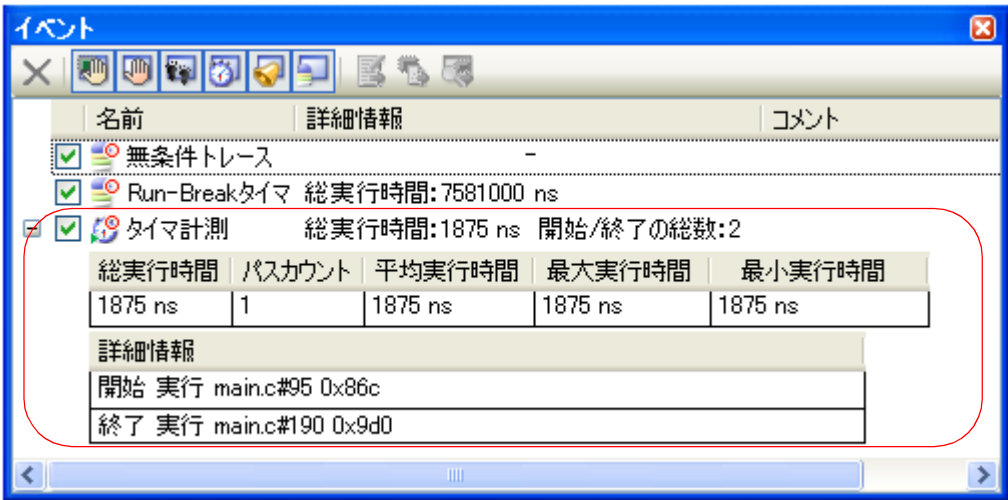 イベント
名前 詳細情報 コメント
無条件トレース -
Run-Breakタイマ 総実行時間:7581000 ns
タイマ計測 総実行時間:1875 ns 開始/終了の総数:2
総実行時間 パスカウント 平均実行時間 最大実行時間 最小実行時間
1875 ns 1 1875 ns 1875 ns 1875 ns
詳細情報
開始 実行 main.c#95 0x86c
終了 実行 main.c#190 0x9d0